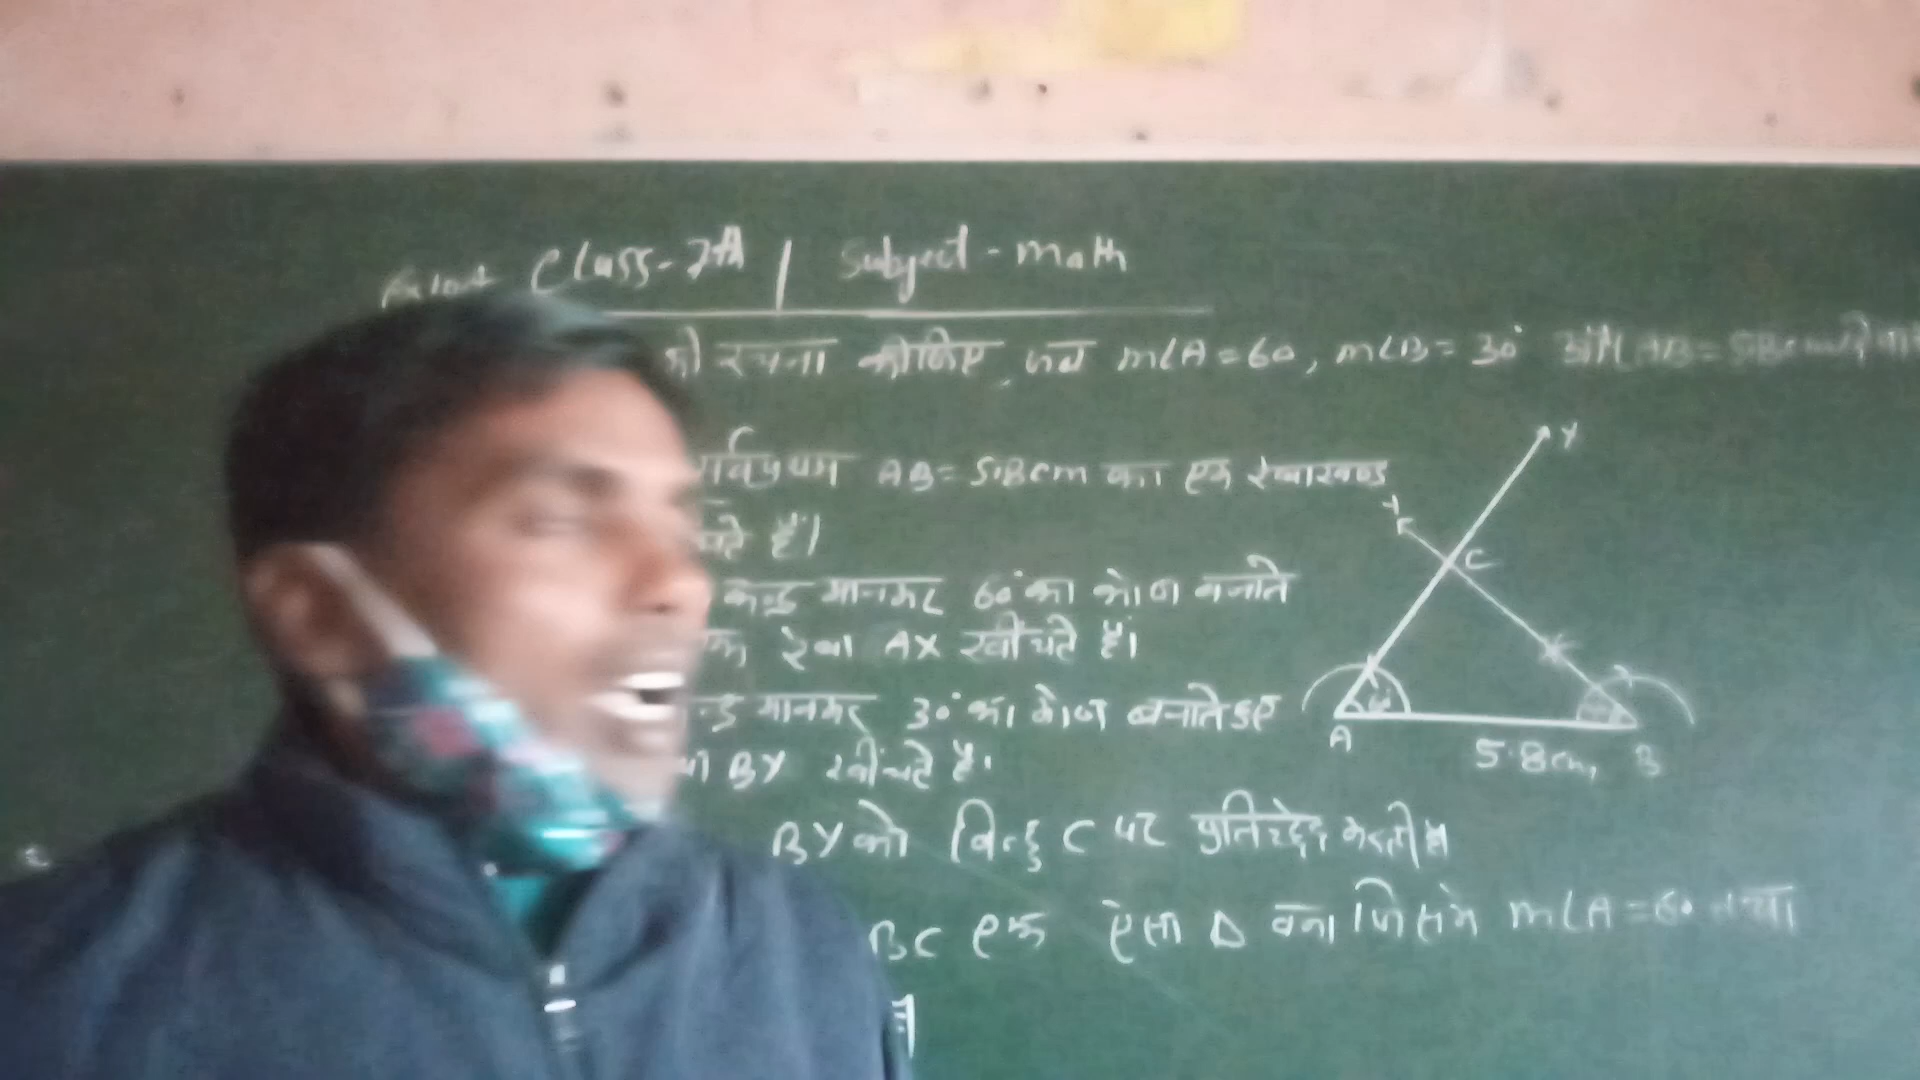 Class-7th | Subject - math
की रचना कीजिए, जब m∠A = 60, m∠B = 30° और AB = 5.8cm
सर्वप्रथम AB = 5.8cm का एक रेखाखण्ड
हैं।
केन्द्र मानकर 60° का कोण बनाते
रेखा AX खींचते हैं।
मानकर 30° का कोण बनाते हुए
BY खींचते हैं।
BY को बिन्दु C पर प्रतिच्छेद करती है
BC एक ऐसा Δ बना जिसमें m∠A = 60 तथा
Y
C
A
5.8cm
B